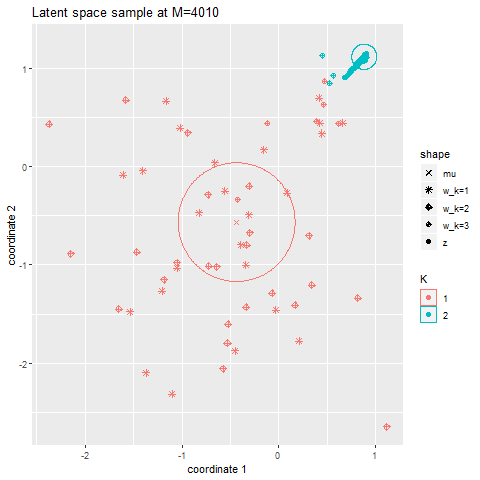 Latent space sample at M=4010
coordinate 2
1
0
-1
-2
-2
-1
0
1
coordinate 1
shape
mu
w_k=1
w_k=2
w_k=3
z
K
1
2